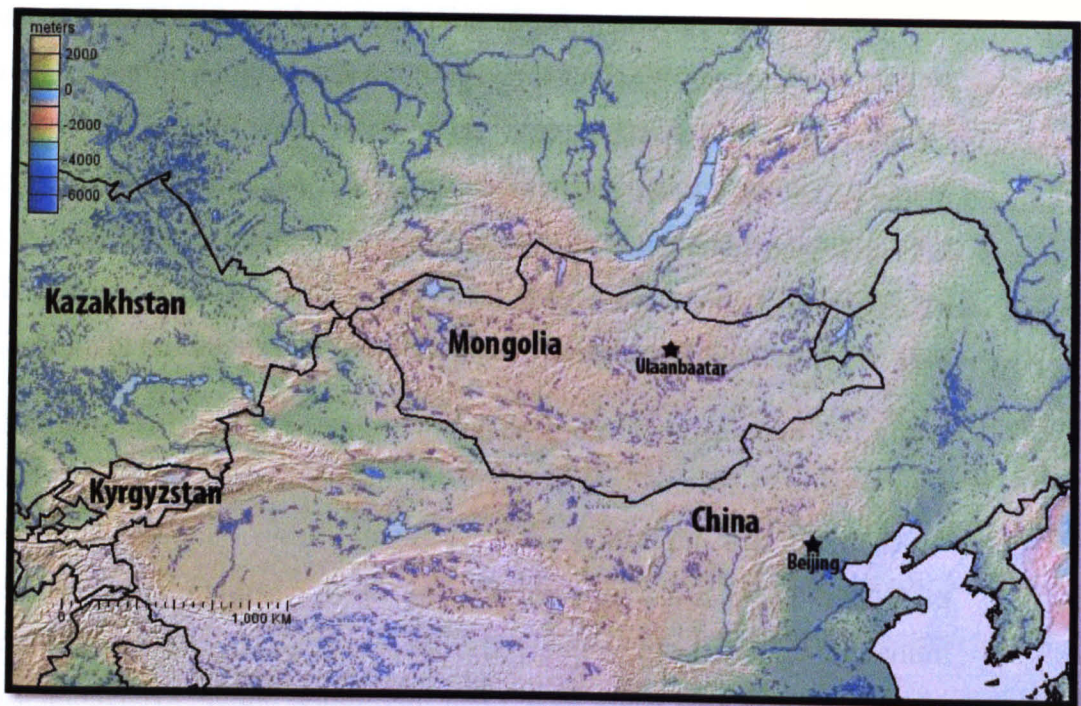 meters
2000
0
-2000
-4000
-6000
Kazakhstan
Mongolia
Ulaanbaatar
Kyrgyzstan
China
Beijing
0
1,000 KM